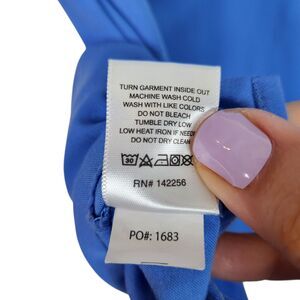 TURN GARMENT INSIDE OUT
MACHINE WASH COLD
WASH WITH LIKE COLORS
DO NOT BLEACH
TUMBLE DRY LOW
LOW HEAT IRON IF
DO NOT DRY CLEAN
30
RN# 142256
PO#: 1683